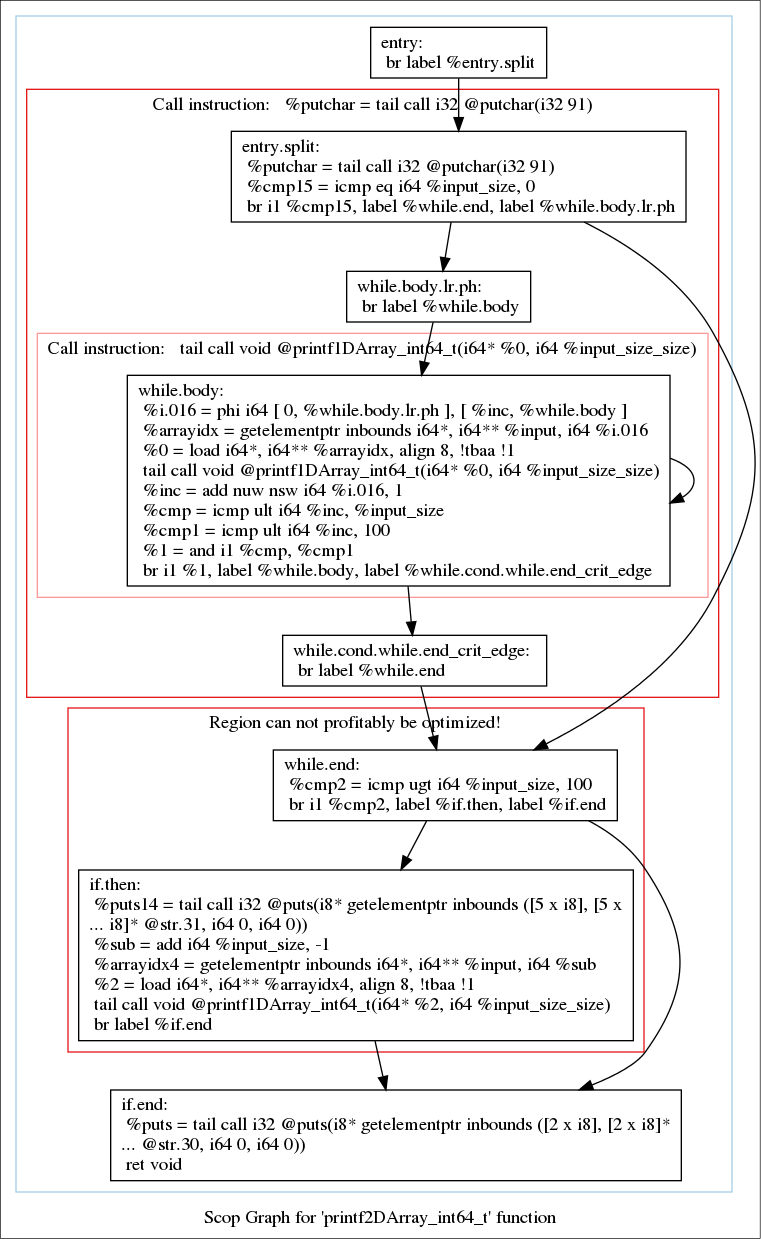 entry:
br label %entry.split
Call instruction: %putchar = tail call i32 @putchar(i32 91)
entry.split:
%putchar = tail call i32 @putchar(i32 91)
%cmp15 = icmp eq i64 %input_size, 0
br i1 %cmp15, label %while.end, label %while.body.lr.ph
while.body.lr.ph:
br label %while.body
Call instruction: tail call void @printf1DArray_int64_t(i64* %0, i64 %input_size_size)
while.body:
%i.016 = phi i64 [ 0, %while.body.lr.ph ], [ %inc, %while.body ]
%arrayidx = getelementptr inbounds i64*, i64** %input, i64 %i.016
%0 = load i64*, i64** %arrayidx, align 8, !tbaa !1
tail call void @printf1DArray_int64_t(i64* %0, i64 %input_size_size)
%inc = add nuw nsw i64 %i.016, 1
%cmp = icmp ult i64 %inc, %input_size
%cmp1 = icmp ult i64 %inc, 100
%1 = and i1 %cmp, %cmp1
br i1 %1, label %while.body, label %while.cond.while.end_crit_edge
while.cond.while.end_crit_edge:
br label %while.end
Region can not profitably be optimized!
while.end:
%cmp2 = icmp ugt i64 %input_size, 100
br i1 %cmp2, label %if.then, label %if.end
if.then:
%puts14 = tail call i32 @puts(i8* getelementptr inbounds ([5 x i8], [5 x
... i8]* @str.31, i64 0, i64 0))
%sub = add i64 %input_size, -1
%arrayidx4 = getelementptr inbounds i64*, i64** %input, i64 %sub
%2 = load i64*, i64** %arrayidx4, align 8, !tbaa !1
tail call void @printf1DArray_int64_t(i64* %2, i64 %input_size_size)
br label %if.end
if.end:
%puts = tail call i32 @puts(i8* getelementptr inbounds ([2 x i8], [2 x i8]*
... @str.30, i64 0, i64 0))
ret void
Scop Graph for 'printf2DArray_int64_t' function